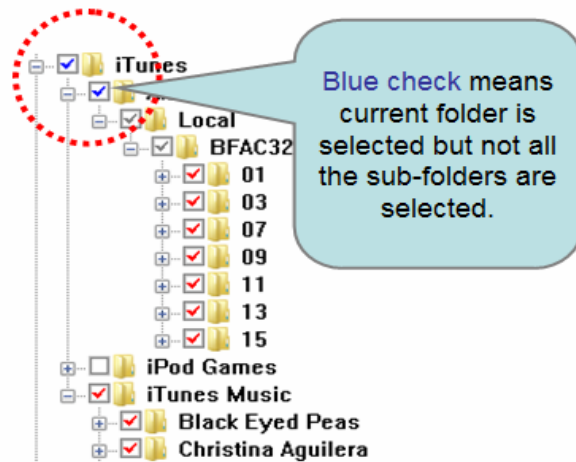 iTunes
Local
BFAC32
01
03
07
09
11
13
15
iPod Games
iTunes Music
Black Eyed Peas
Christina Aguilera
Blue check means
current folder is
selected but not all
the sub-folders are
selected.